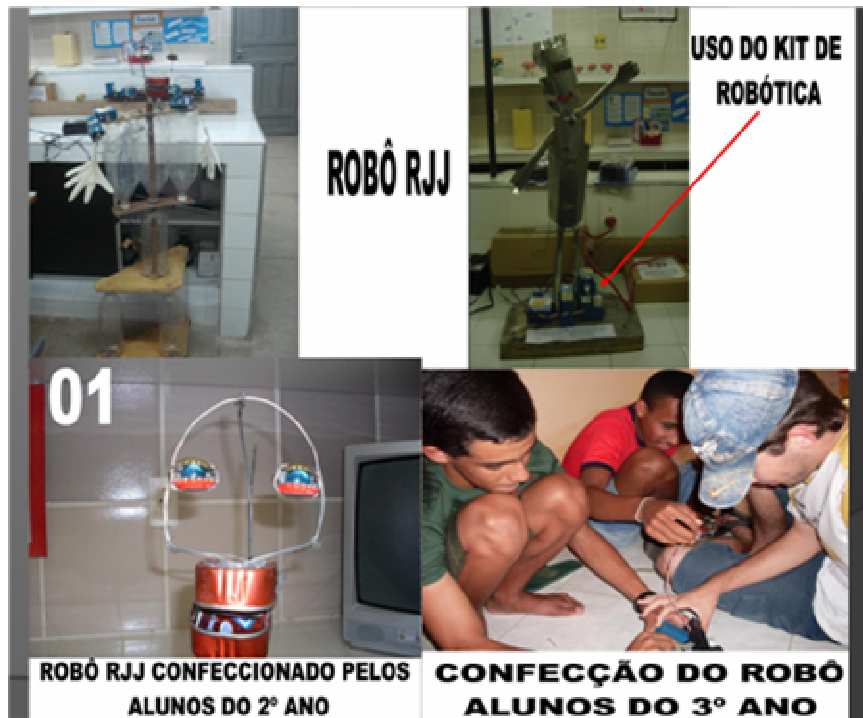 USO DO KIT DE
ROBÓTICA
ROBÔ RJJ
01
ROBÔ RJJ CONFECCIONADO PELOS
ALUNOS DO 2º ANO
CONFECÇÃO DO ROBÔ
ALUNOS DO 3º ANO